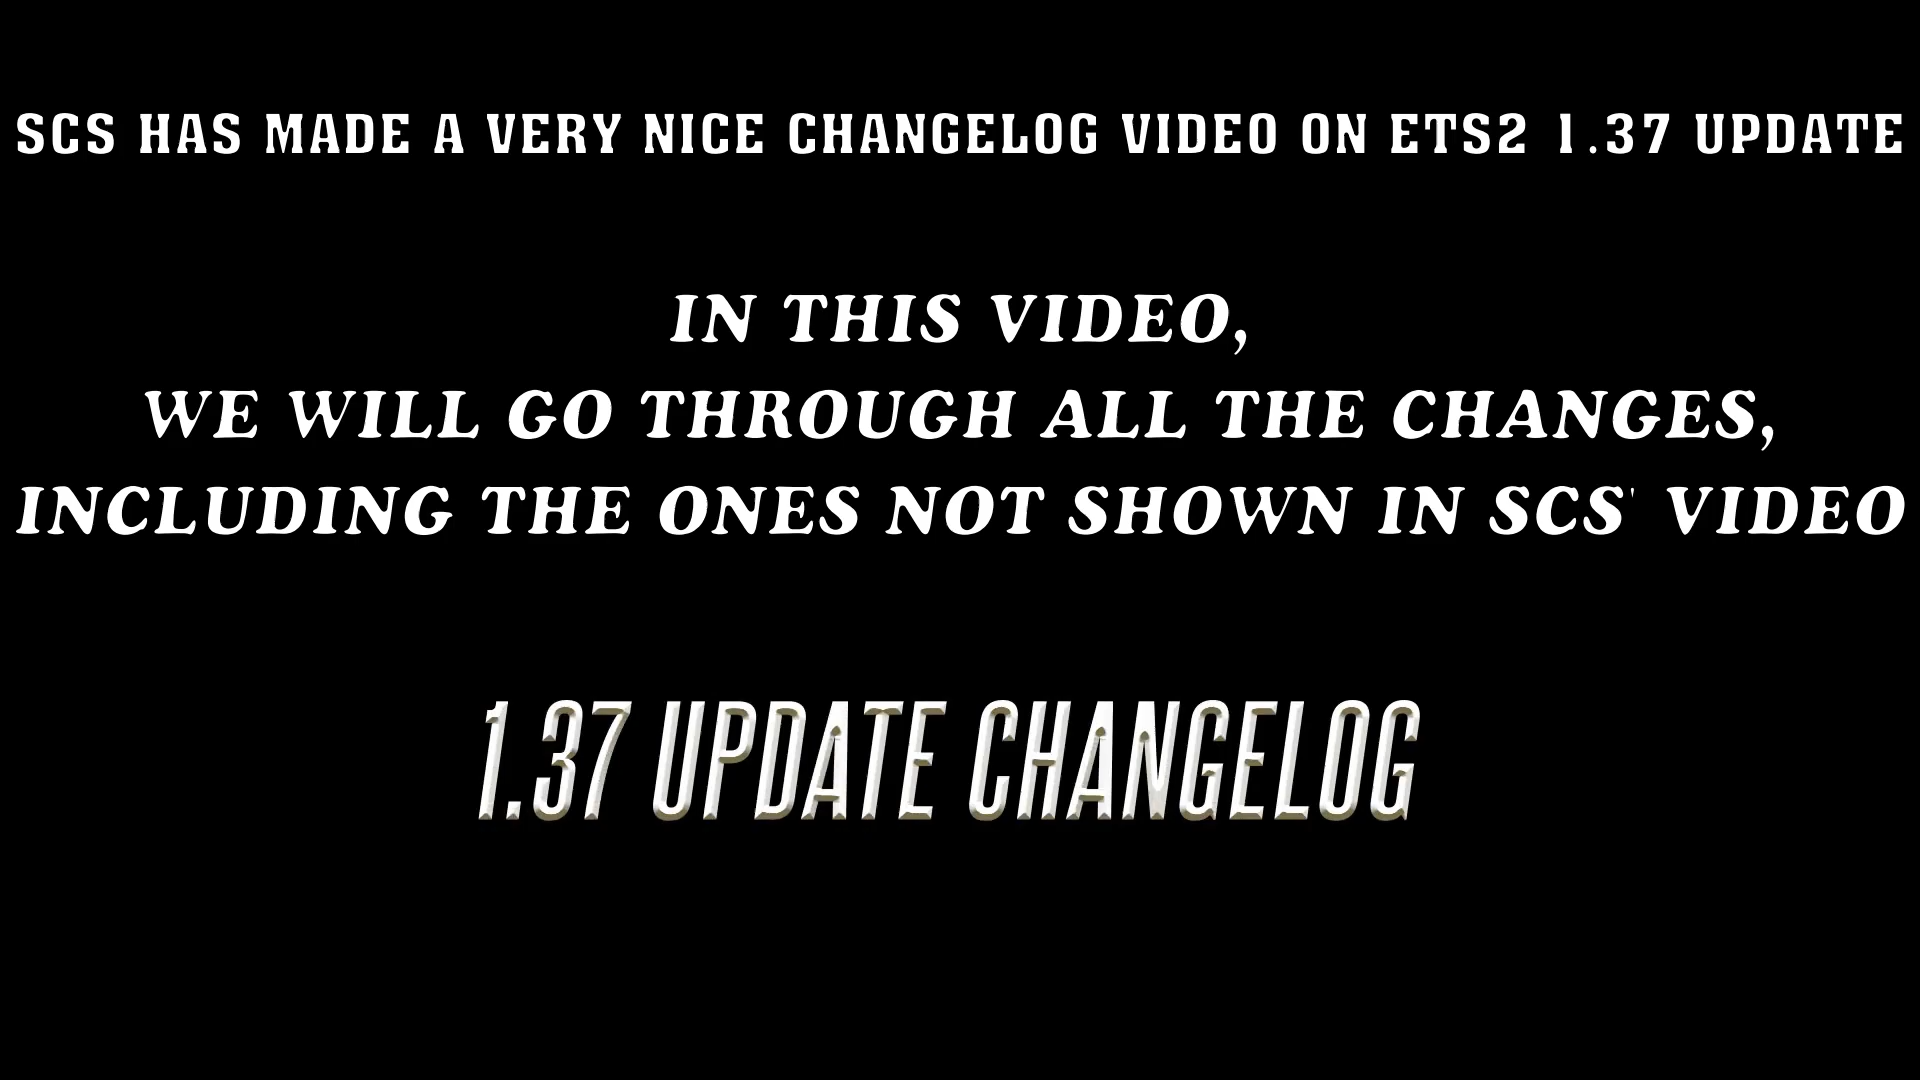 SCS HAS MADE A VERY NICE CHANGELOG VIDEO ON ETS2 1.37 UPDATE
IN THIS VIDEO,
WE WILL GO THROUGH ALL THE CHANGES,
INCLUDING THE ONES NOT SHOWN IN SCS' VIDEO
1.37 UPDATE CHANGELOG